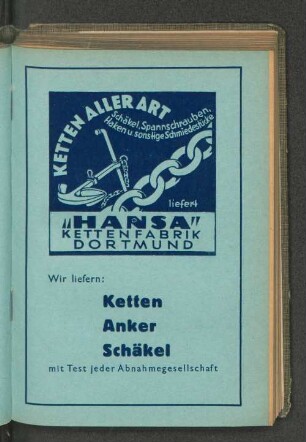 KETTEN ALLER ART
Schäkel, Spannschrauben,
Haken u. sonstige Schmiedestücke
liefert
„HANSA"
KETTENFABRIK
DORTMUND
Wir liefern:
Ketten
Anker
Schäkel
mit Test jeder Abnahmegesellschaft